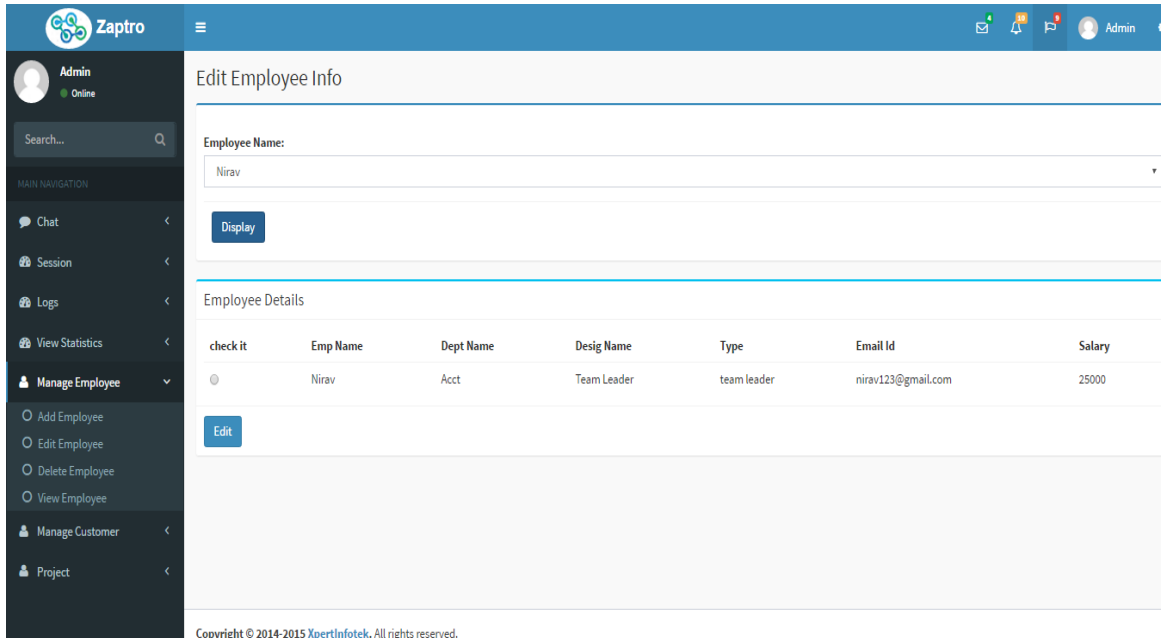 Zaptro
4 10 9 Admin
Admin
Online
Search...
MAIN NAVIGATION
Chat
Session
Logs
View Statistics
Manage Employee
Add Employee
Edit Employee
Delete Employee
View Employee
Manage Customer
Project
Edit Employee Info
Employee Name:
Nirav
Display
Employee Details
check it Emp Name Dept Name Desig Name Type Email Id Salary
Nirav Acct Team Leader team leader nirav123@gmail.com 25000
Edit
Copyright © 2014-2015 XpertInfotek. All rights reserved.